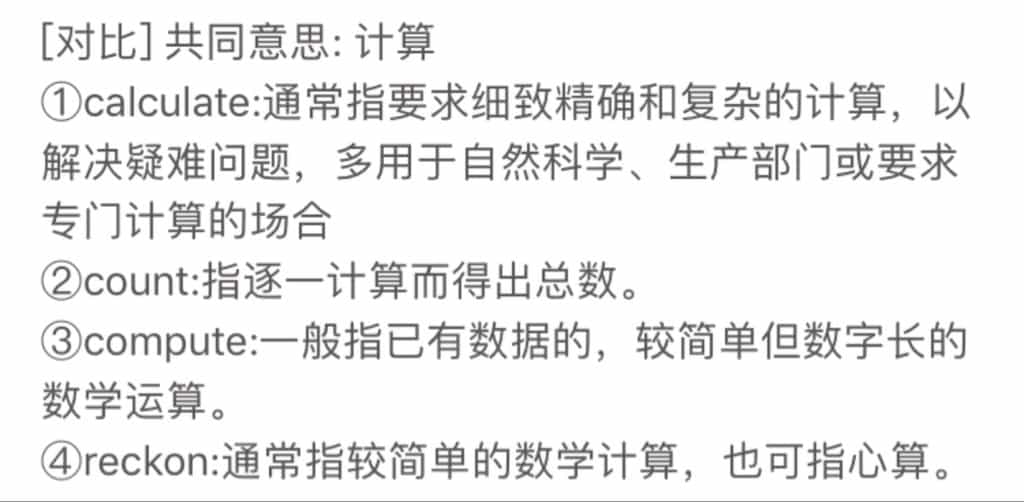 [对比] 共同意思: 计算
①calculate:通常指要求细致精确和复杂的计算，以
解决疑难问题，多用于自然科学、生产部门或要求
专门计算的场合
②count:指逐一计算而得出总数。
③compute:一般指已有数据的，较简单但数字长的
数学运算。
④reckon:通常指较简单的数学计算，也可指心算。